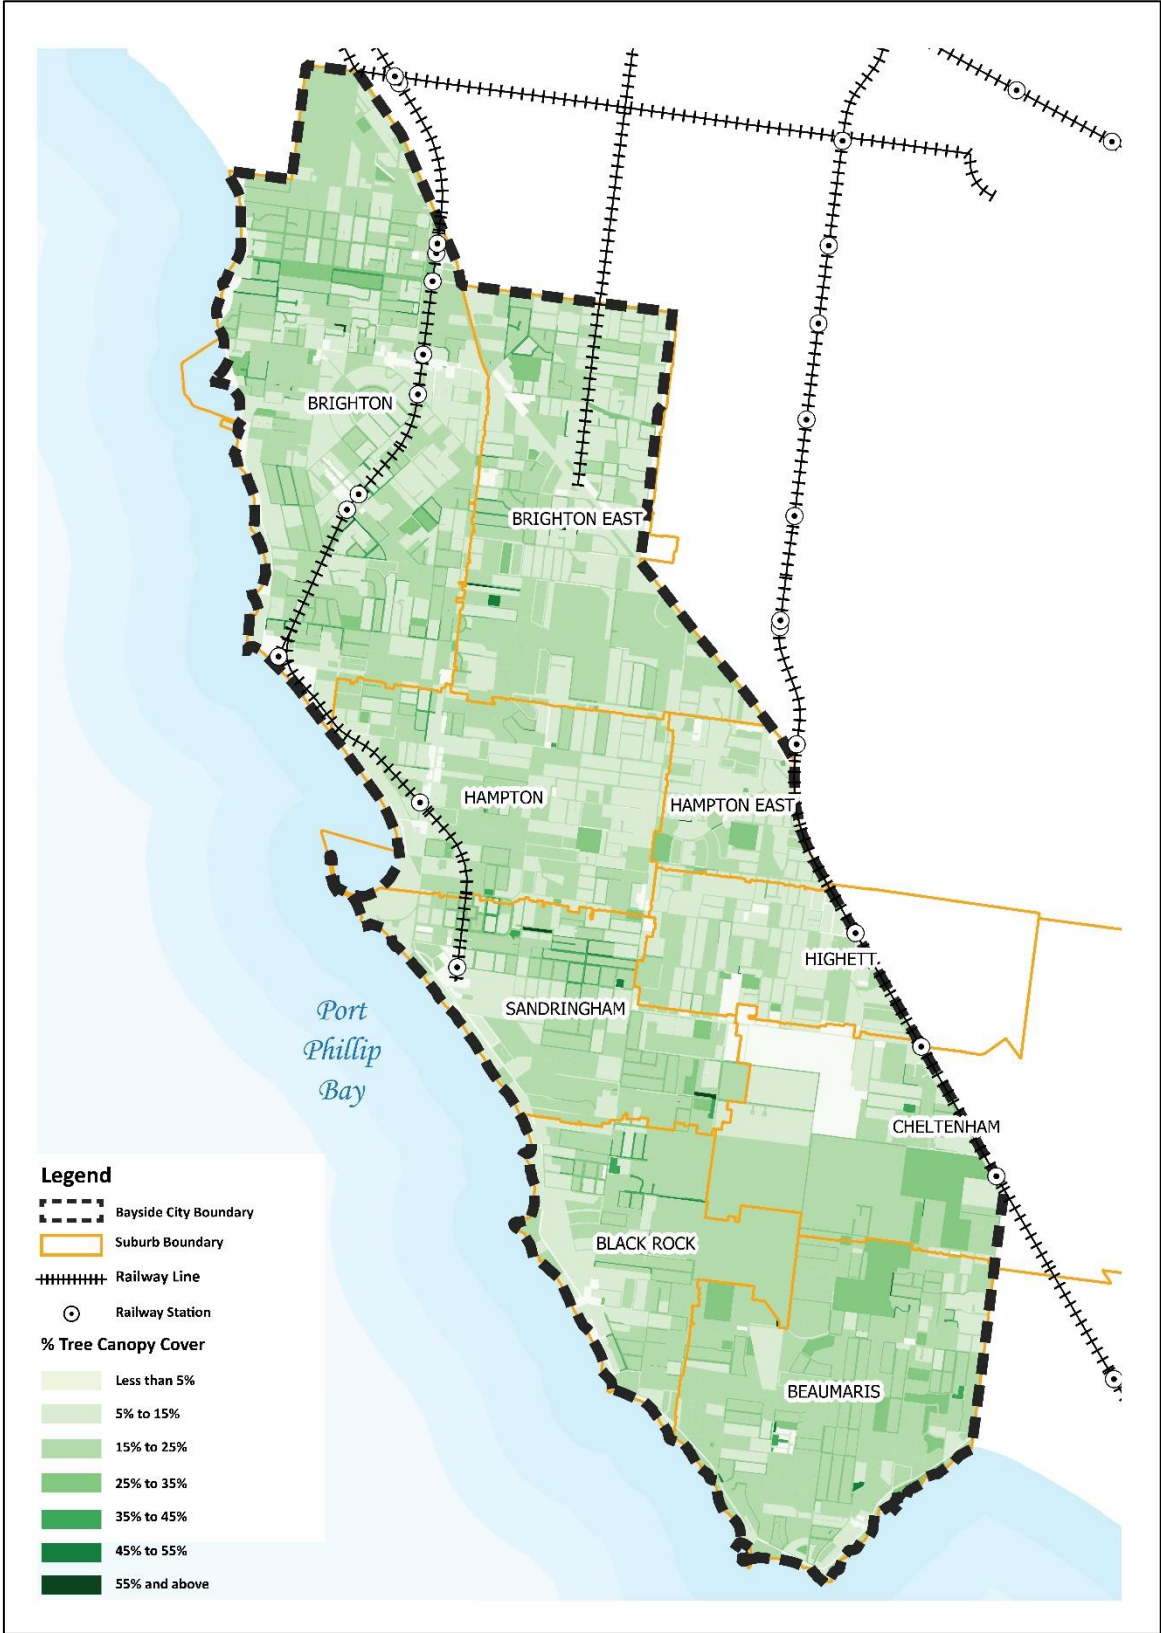 BRIGHTON
BRIGHTON EAST
HAMPTON
HAMPTON EAST
HIGHETT
SANDRINGHAM
Port
Phillip
Bay
CHELTENHAM
BLACK ROCK
BEAUMARIS
Legend
Bayside City Boundary
Suburb Boundary
Railway Line
Railway Station
% Tree Canopy Cover
Less than 5%
5% to 15%
15% to 25%
25% to 35%
35% to 45%
45% to 55%
55% and above